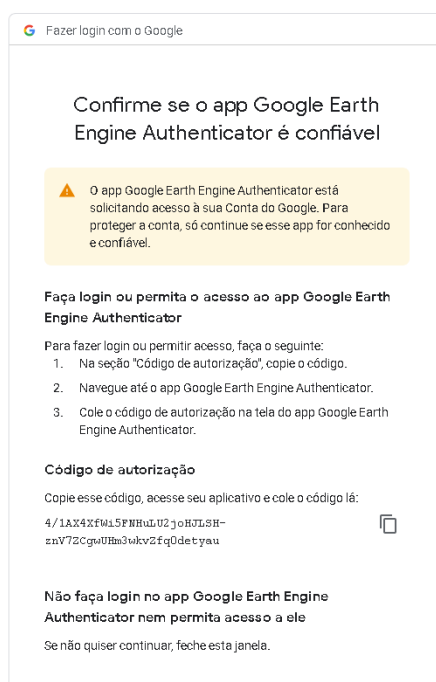 Fazer login com o Google
Confirme se o app Google Earth
Engine Authenticator é confiável
O app Google Earth Engine Authenticator está
solicitando acesso à sua Conta do Google. Para
proteger a conta, só continue se esse app for conhecido
e confiável.
Faça login ou permita o acesso ao app Google Earth
Engine Authenticator
Para fazer login ou permitir acesso, faça o seguinte:
1. Na seção "Código de autorização", copie o código.
2. Navegue até o app Google Earth Engine Authenticator.
3. Cole o código de autorização na tela do app Google Earth
Engine Authenticator.
Código de autorização
Copie esse código, acesse seu aplicativo e cole o código lá:
4/1AX4XfWi5FNHuLU2joHJLSH-
znV7ZCgwUHm3wkvZfqOdetyau
Não faça login no app Google Earth Engine
Authenticator nem permita acesso a ele
Se não quiser continuar, feche esta janela.